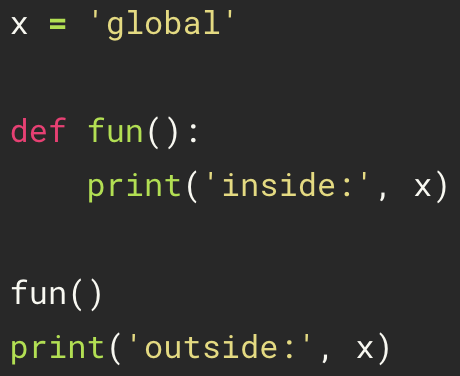 x = 'global'
def fun():
    print('inside:', x)
fun()
print('outside:', x)